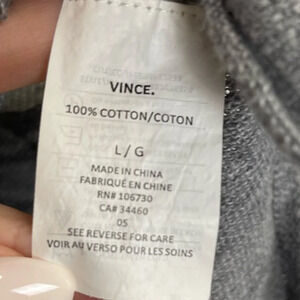 VINCE.
100% COTTON/COTON
L / G
MADE IN CHINA
FABRIQUÉ EN CHINE
RN# 106730
CA# 34460
05
SEE REVERSE FOR CARE
VOIR AU VERSO POUR LES SOINS